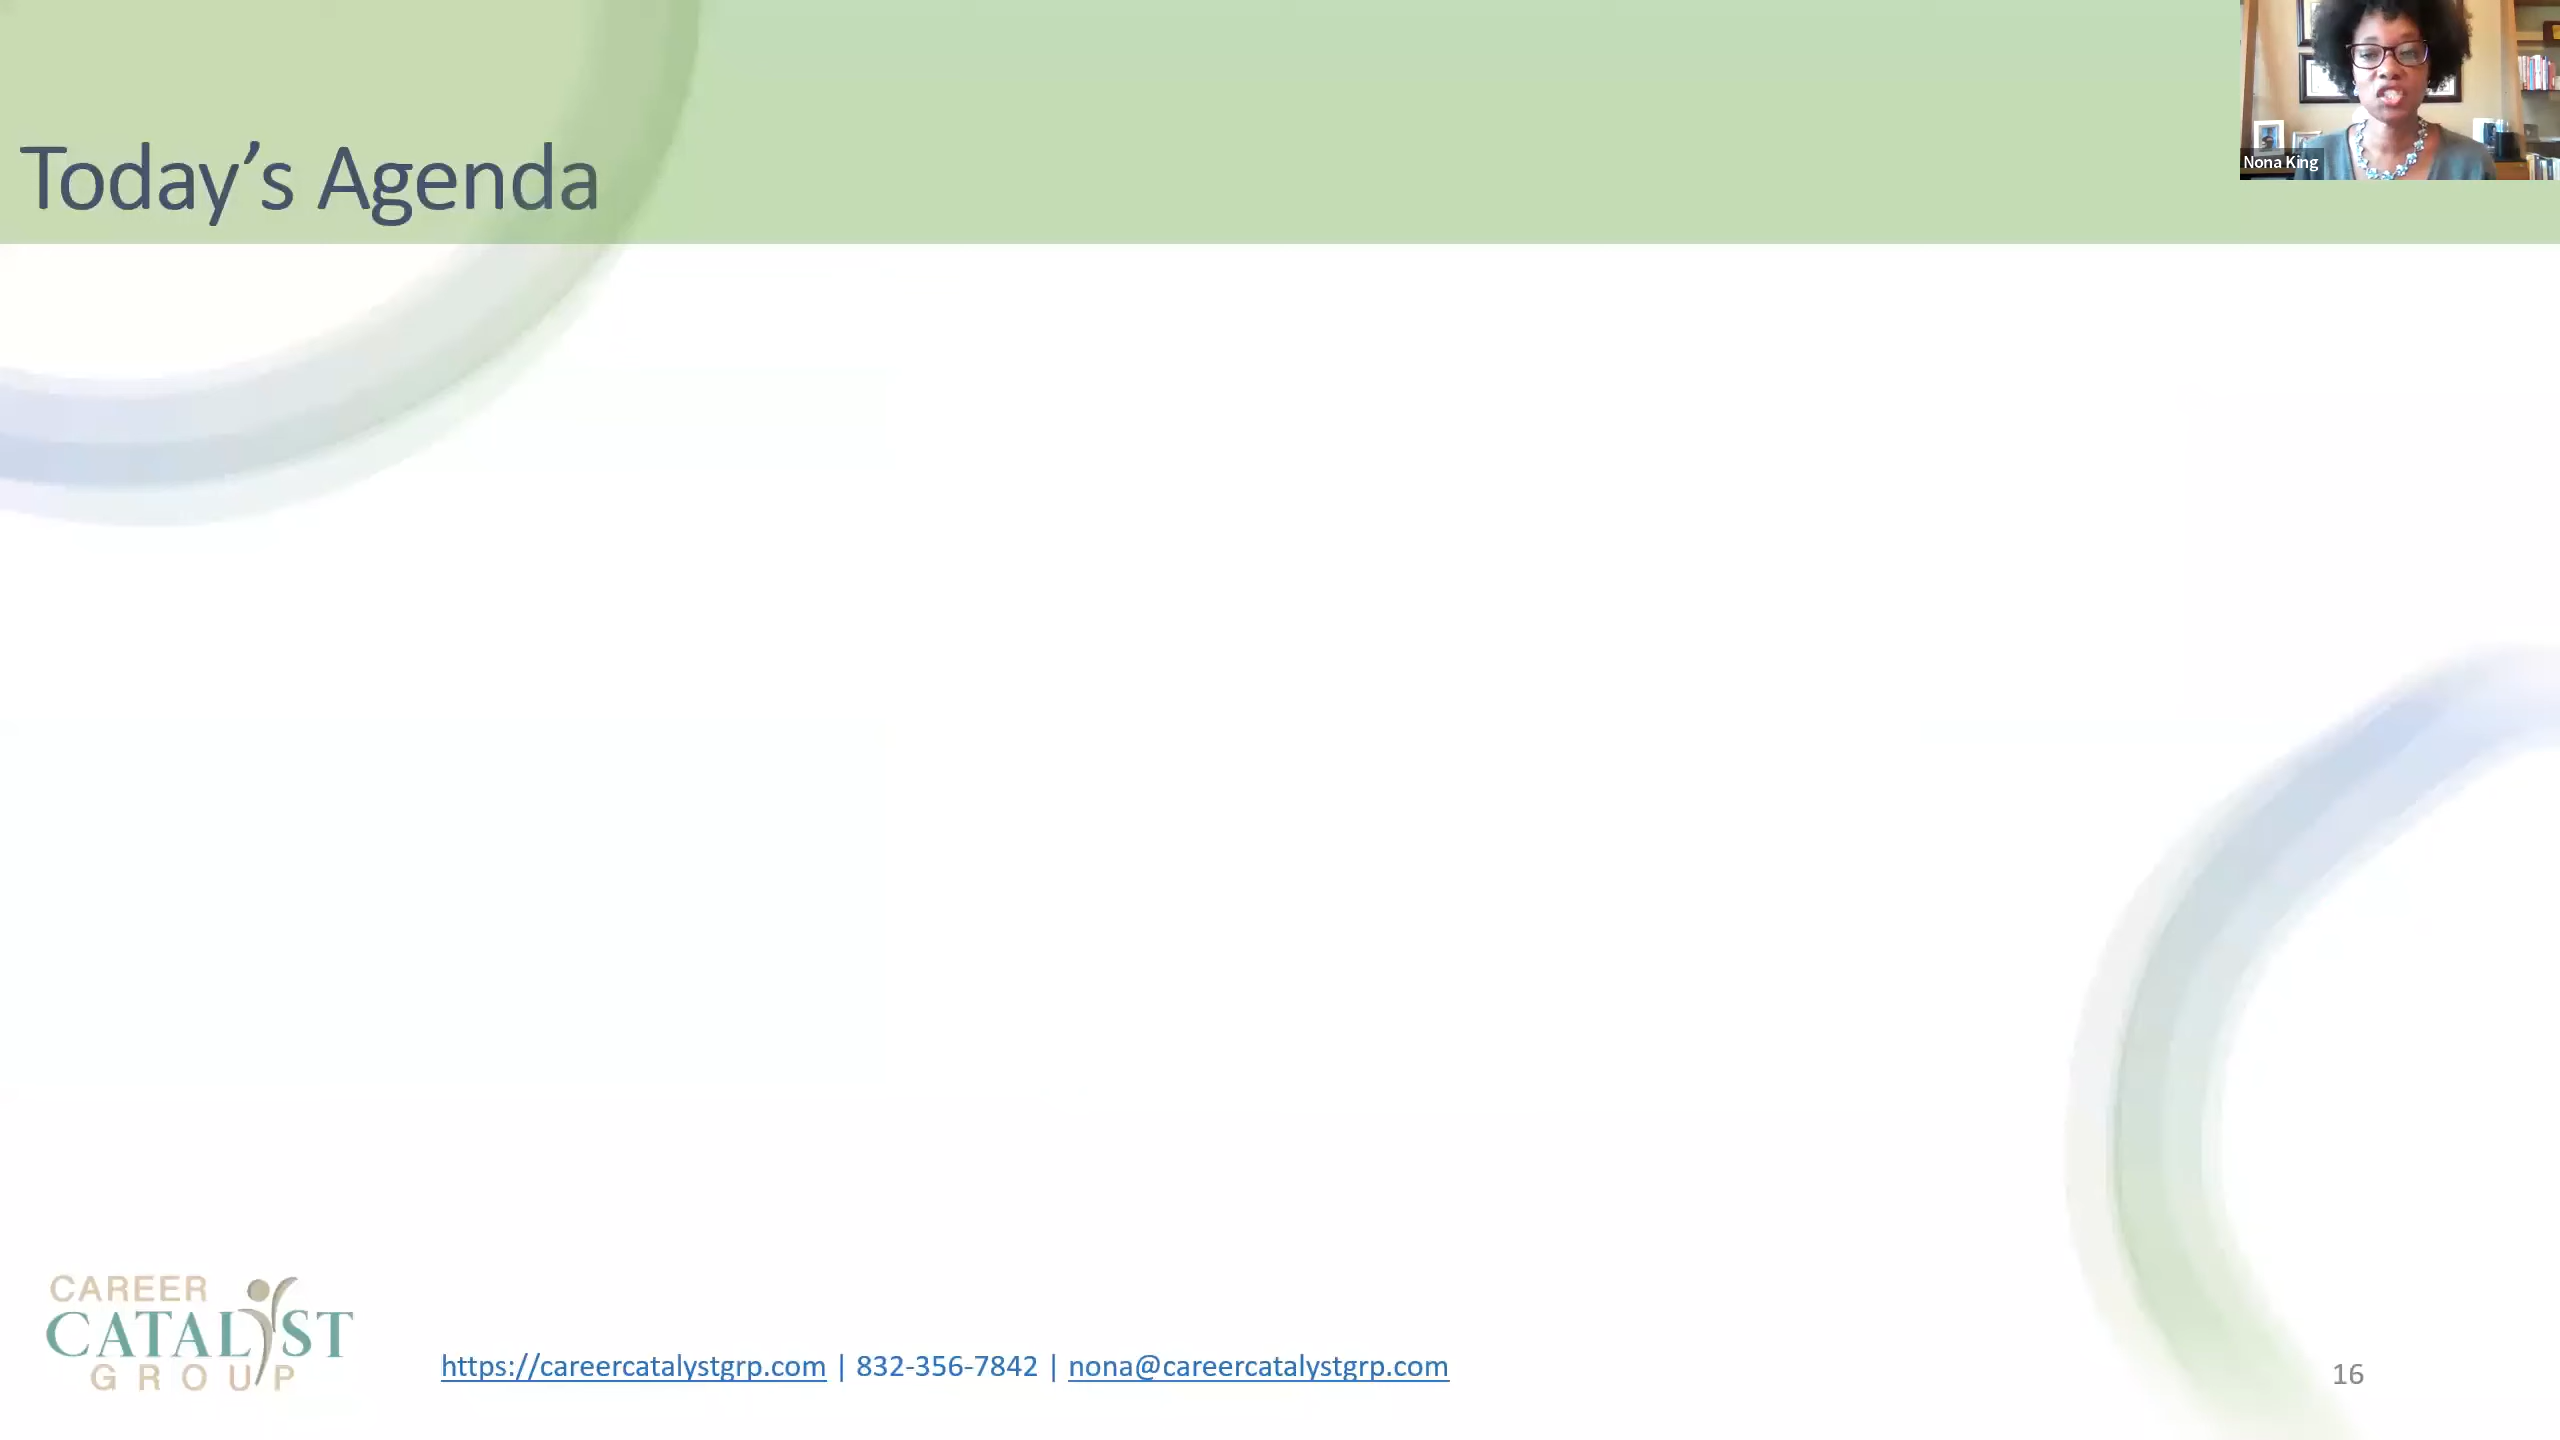 Today's Agenda
Nona King
CAREER
CATALYST
GROUP
https://careercatalystgrp.com | 832-356-7842 | nona@careercatalystgrp.com
16